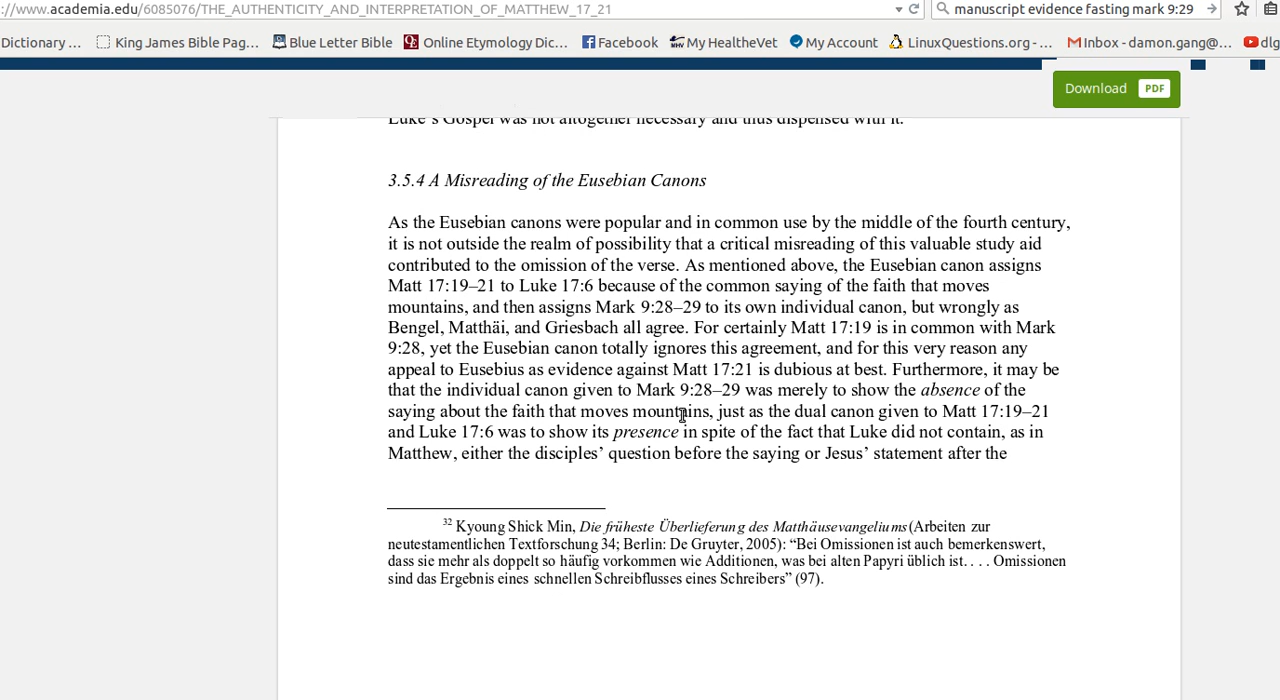 ://www.academia.edu/6085076/THE_AUTHENTICITY_AND_INTERPRETATION_OF_MATTHEW_17_21
manuscript evidence fasting mark 9:29
Dictionary ...
King James Bible Pag...
Blue Letter Bible
Online Etymology Dic...
Facebook
My HealtheVet
My Account
LinuxQuestions.org - ...
Inbox - damon.gang@...
dlg
Download PDF
Luke's Gospel was not altogether necessary and thus dispensed with it.
3.5.4 A Misreading of the Eusebian Canons
As the Eusebian canons were popular and in common use by the middle of the fourth century,
it is not outside the realm of possibility that a critical misreading of this valuable study aid
contributed to the omission of the verse. As mentioned above, the Eusebian canon assigns
Matt 17:19–21 to Luke 17:6 because of the common saying of the faith that moves
mountains, and then assigns Mark 9:28–29 to its own individual canon, but wrongly as
Bengel, Matthäi, and Griesbach all agree. For certainly Matt 17:19 is in common with Mark
9:28, yet the Eusebian canon totally ignores this agreement, and for this very reason any
appeal to Eusebius as evidence against Matt 17:21 is dubious at best. Furthermore, it may be
that the individual canon given to Mark 9:28–29 was merely to show the absence of the
saying about the faith that moves mountains, just as the dual canon given to Matt 17:19–21
and Luke 17:6 was to show its presence in spite of the fact that Luke did not contain, as in
Matthew, either the disciples' question before the saying or Jesus' statement after the
32 Kyoung Shick Min, Die früheste Überlieferung des Matthäusevangeliums (Arbeiten zur
neutestamentlichen Textforschung 34; Berlin: De Gruyter, 2005): “Bei Omissionen ist auch bemerkenswert,
dass sie mehr als doppelt so häufig vorkommen wie Additionen, was bei alten Papyri üblich ist. . . . Omissionen
sind das Ergebnis eines schnellen Schreibflusses eines Schreibers” (97).